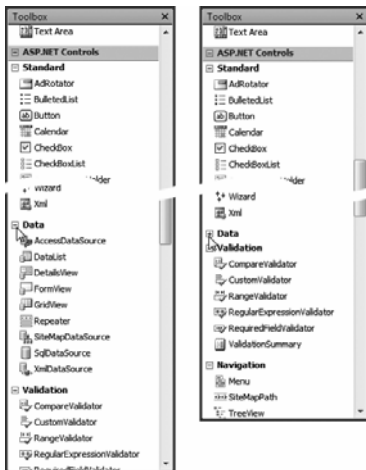 Toolbox
Text Area
ASP.NET Controls
Standard
AdRotator
BulletedList
Button
Calendar
CheckBox
CheckBoxList
Wizard
Xml
Data
AccessDataSource
DataList
DetailsView
FormView
GridView
Repeater
SiteMapDataSource
SqlDataSource
XmlDataSource
Validation
CompareValidator
CustomValidator
RangeValidator
RegularExpressionValidator
RequiredFieldValidator
Toolbox
Text Area
ASP.NET Controls
Standard
AdRotator
BulletedList
Button
Calendar
CheckBox
CheckBoxList
Wizard
Xml
Data
Validation
CompareValidator
CustomValidator
RangeValidator
RegularExpressionValidator
RequiredFieldValidator
ValidationSummary
Navigation
Menu
SiteMapPath
TreeView